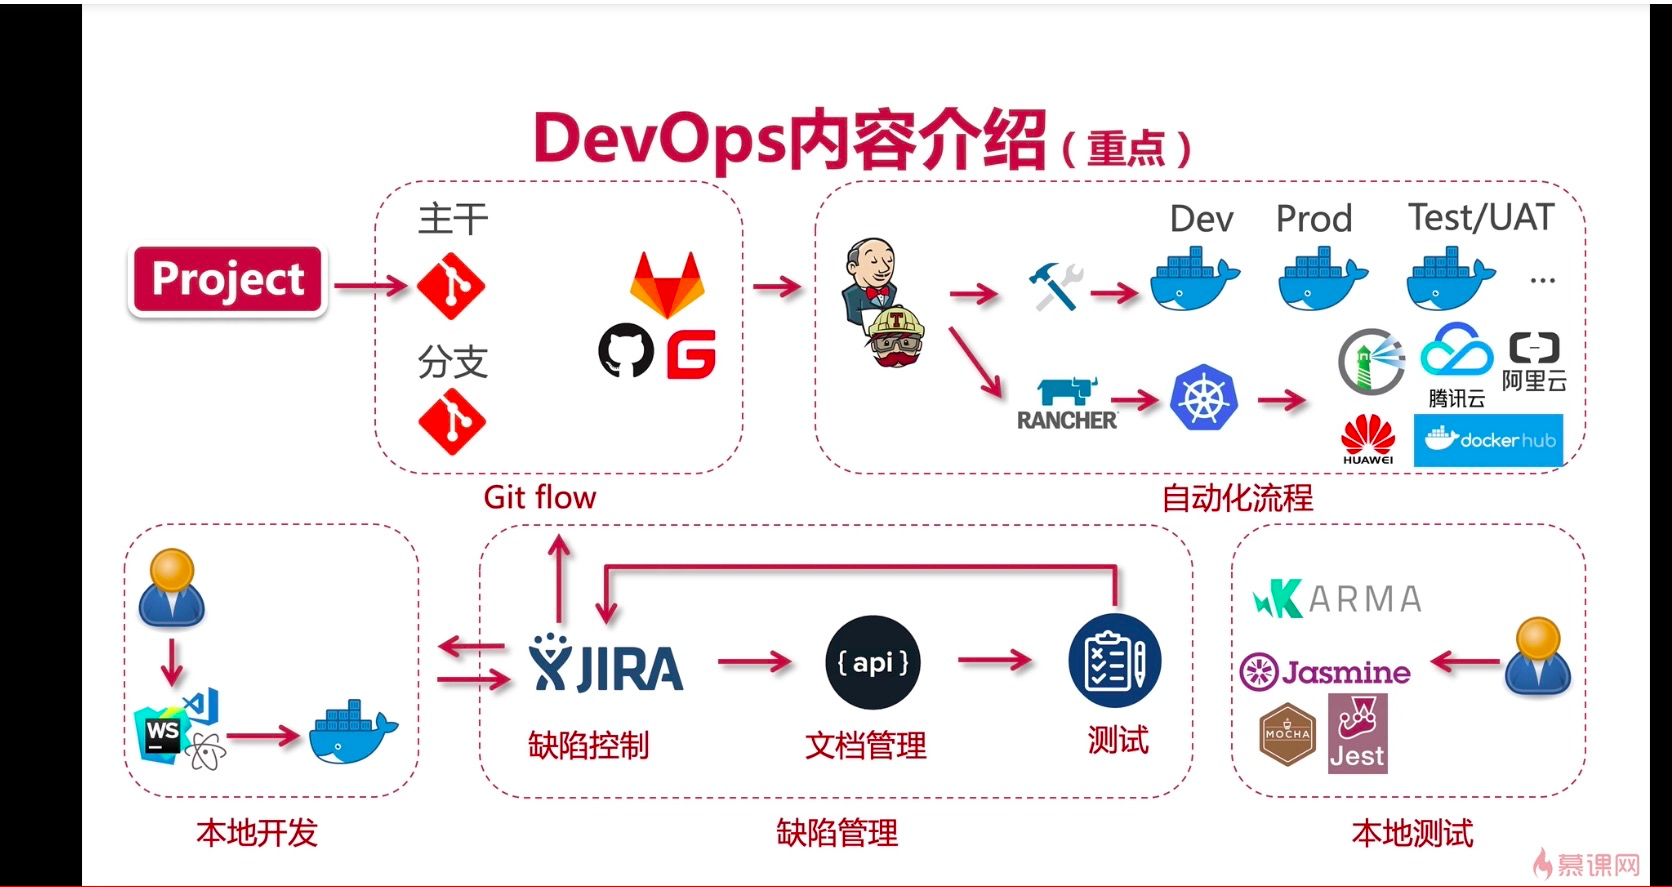 DevOps内容介绍（重点）
Project
主干
分支
Git flow
Dev
Prod
Test/UAT
...
T
RANCHER
腾讯云
阿里云
HUAWEI
dockerhub
自动化流程
WS
本地开发
JIRA
缺陷控制
{ api }
文档管理
测试
缺陷管理
KARMA
Jasmine
MOCHA
Jest
本地测试
慕课网